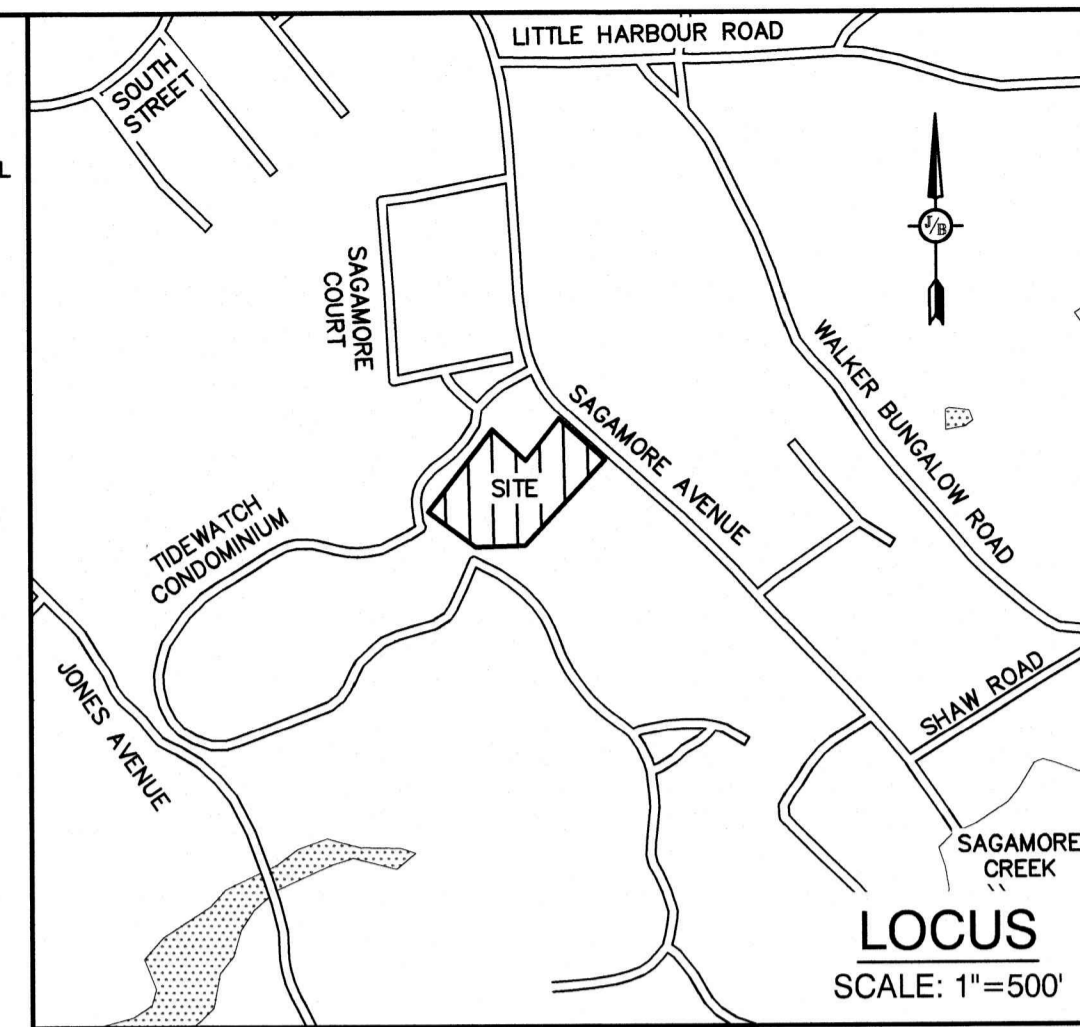 LITTLE HARBOUR ROAD
SOUTH
STREET
L
J/B
SAGAMORE
COURT
WALKER BUNGALOW ROAD
SAGAMORE AVENUE
SITE
TIDEWATCH
CONDOMINIUM
JONES AVENUE
SHAW ROAD
SAGAMORE
CREEK
LOCUS
SCALE: 1"=500'